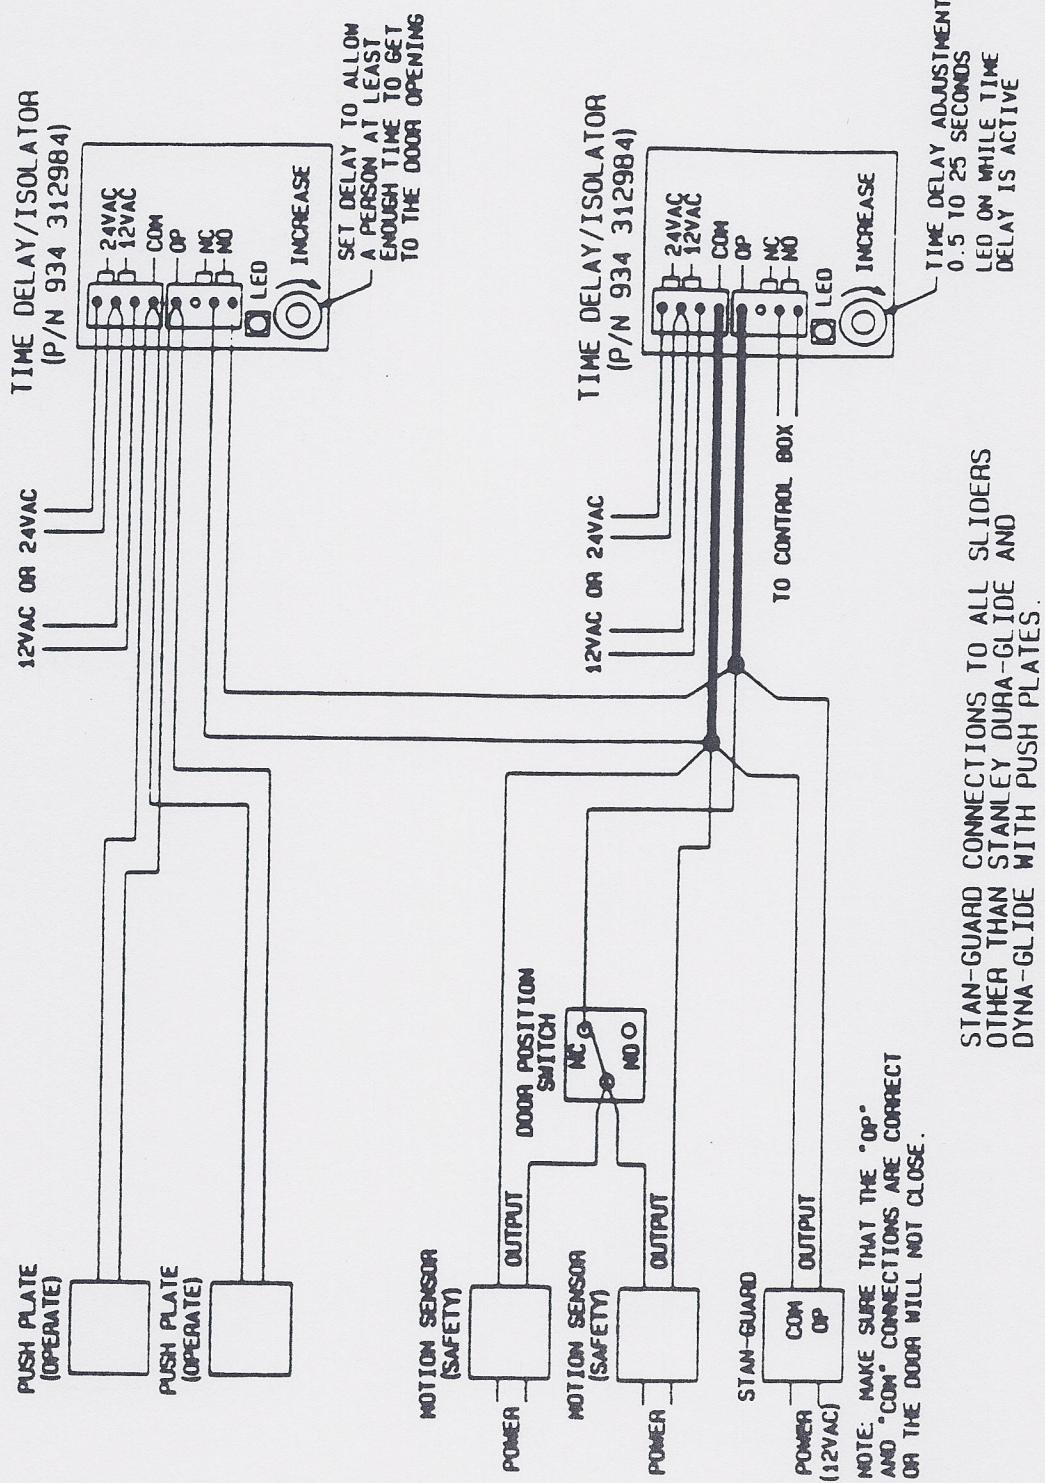 TIME DELAY/ISOLATOR
(P/N 934 312984)
24VAC
12VAC
COM
OP
NC
NO
LED
INCREASE
SET DELAY TO ALLOW
A PERSON AT LEAST
ENOUGH TIME TO GET
TO THE DOOR OPENING
12VAC OR 24VAC
PUSH PLATE
(OPERATE)
PUSH PLATE
(OPERATE)
TIME DELAY/ISOLATOR
(P/N 934 312984)
24VAC
12VAC
COM
OP
NC
NO
LED
INCREASE
TIME DELAY ADJUSTMENT
0.5 TO 25 SECONDS
LED ON WHILE TIME
DELAY IS ACTIVE
12VAC OR 24VAC
TO CONTROL BOX
DOOR POSITION
SWITCH
NC
NO
MOTION SENSOR
(SAFETY)
OUTPUT
POWER
MOTION SENSOR
(SAFETY)
OUTPUT
POWER
STAN-GUARD
COM
OP
OUTPUT
POWER
(12VAC)
NOTE: MAKE SURE THAT THE "OP"
AND "COM" CONNECTIONS ARE CORRECT
OR THE DOOR WILL NOT CLOSE.
STAN-GUARD CONNECTIONS TO ALL SLIDERS
OTHER THAN STANLEY DURA-GLIDE AND
DYNA-GLIDE WITH PUSH PLATES.